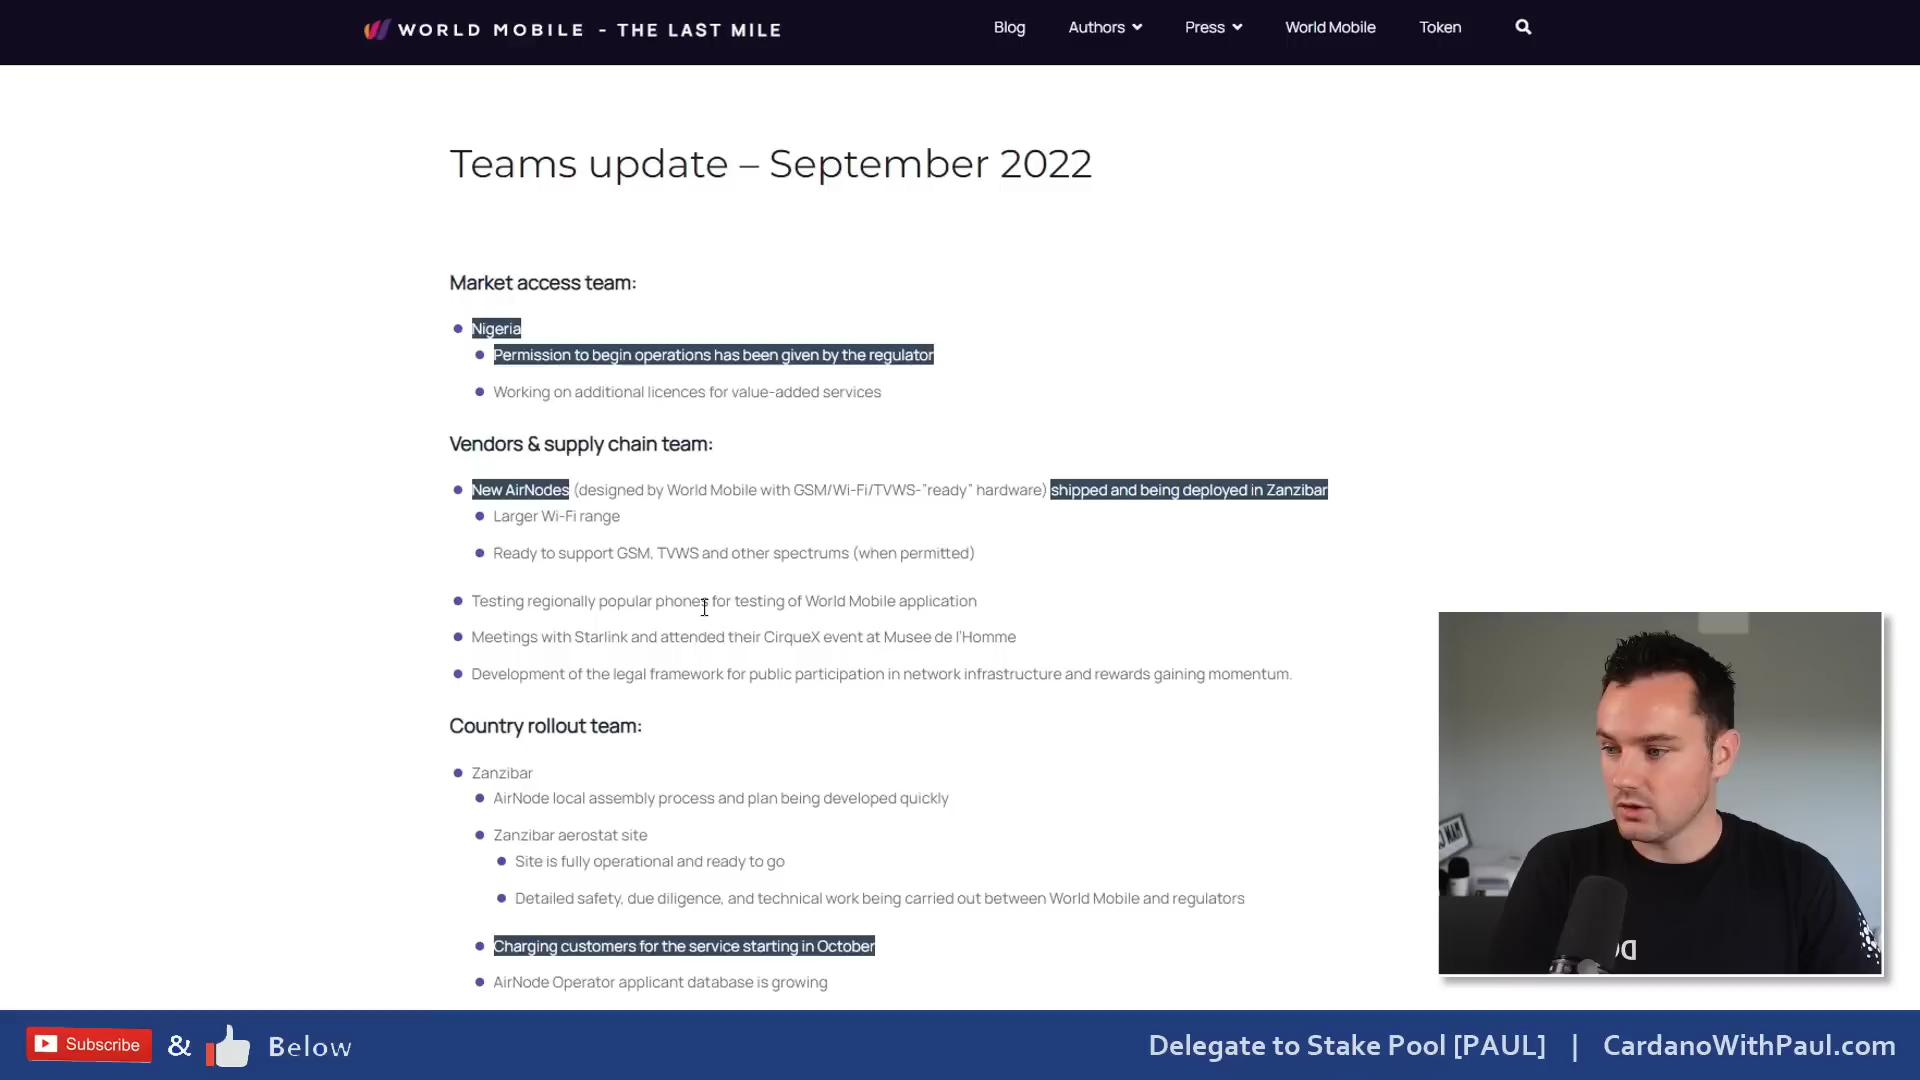 WORLD MOBILE - THE LAST MILE
Blog
Authors
Press
World Mobile
Token
Teams update – September 2022
Market access team:
Nigeria
Permission to begin operations has been given by the regulator
Working on additional licences for value-added services
Vendors & supply chain team:
New AirNodes (designed by World Mobile with GSM/Wi-Fi/TVWS-"ready" hardware) shipped and being deployed in Zanzibar
Larger Wi-Fi range
Ready to support GSM, TVWS and other spectrums (when permitted)
Testing regionally popular phones for testing of World Mobile application
Meetings with Starlink and attended their CirqueX event at Musee de l'Homme
Development of the legal framework for public participation in network infrastructure and rewards gaining momentum.
Country rollout team:
Zanzibar
AirNode local assembly process and plan being developed quickly
Zanzibar aerostat site
Site is fully operational and ready to go
Detailed safety, due diligence, and technical work being carried out between World Mobile and regulators
Charging customers for the service starting in October
AirNode Operator applicant database is growing
Subscribe & Below
Delegate to Stake Pool [PAUL] | CardanoWithPaul.com